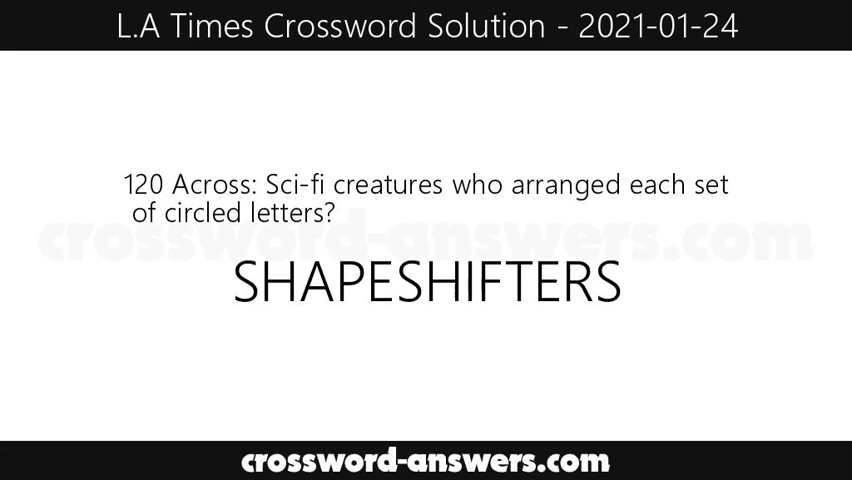 L.A Times Crossword Solution - 2021-01-24
120 Across: Sci-fi creatures who arranged each set
of circled letters?
crossword-answers.com
SHAPESHIFTERS
crossword-answers.com